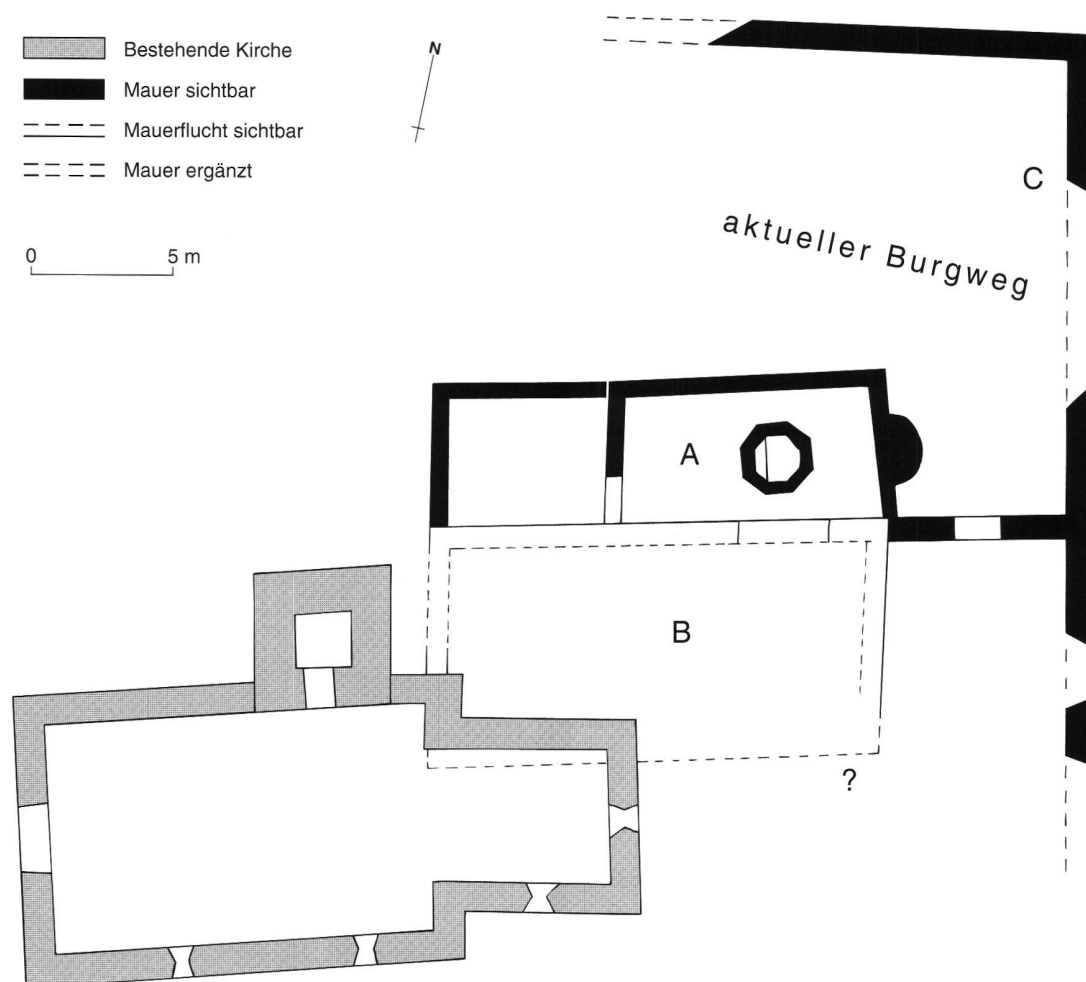 Bestehende Kirche
Mauer sichtbar
Mauerflucht sichtbar
Mauer ergänzt
0 5 m
N
C
aktueller Burgweg
A
B
?